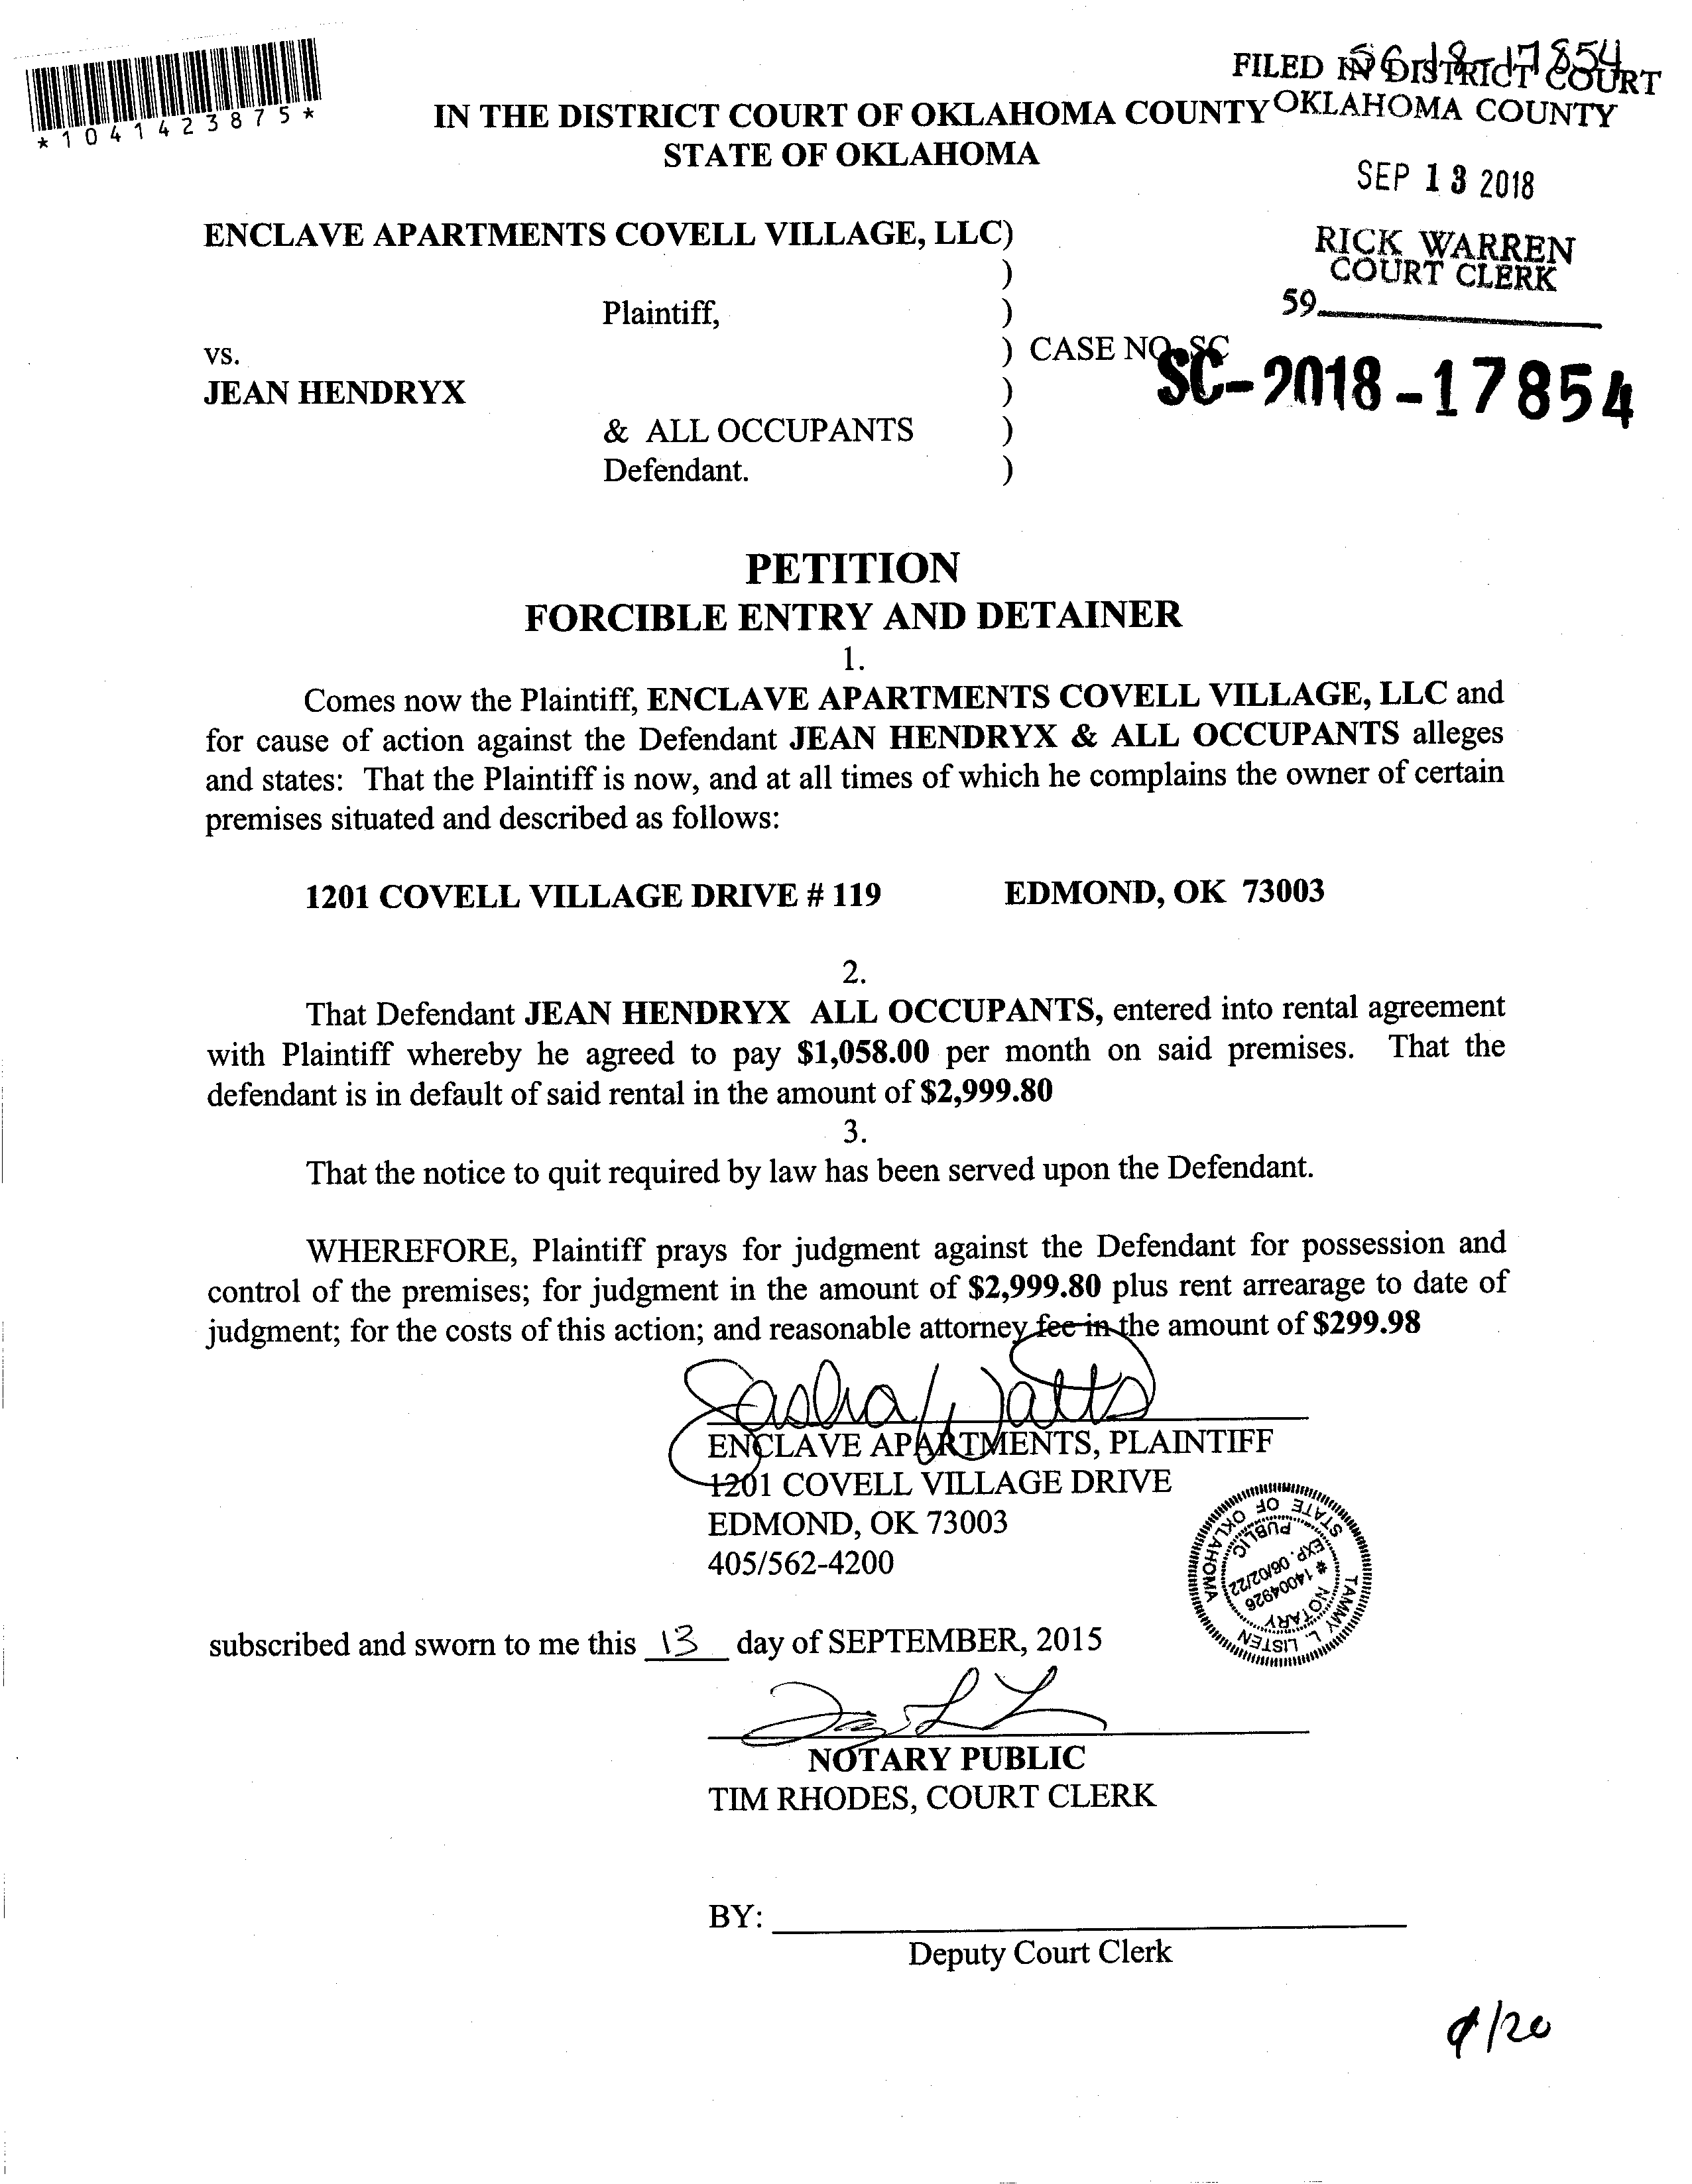 SC-18-17854
FILED IN DISTRICT COURT
OKLAHOMA COUNTY
*1041423875*
IN THE DISTRICT COURT OF OKLAHOMA COUNTY
STATE OF OKLAHOMA
SEP 13 2018
RICK WARREN
COURT CLERK
59
ENCLAVE APARTMENTS COVELL VILLAGE, LLC)
)
Plaintiff, )
vs. ) CASE NO. SC
SC-2018-17854
JEAN HENDRYX )
& ALL OCCUPANTS )
Defendant. )
PETITION
FORCIBLE ENTRY AND DETAINER
1.
Comes now the Plaintiff, ENCLAVE APARTMENTS COVELL VILLAGE, LLC and
for cause of action against the Defendant JEAN HENDRYX & ALL OCCUPANTS alleges
and states: That the Plaintiff is now, and at all times of which he complains the owner of certain
premises situated and described as follows:
1201 COVELL VILLAGE DRIVE # 119 EDMOND, OK 73003
2.
That Defendant JEAN HENDRYX ALL OCCUPANTS, entered into rental agreement
with Plaintiff whereby he agreed to pay $1,058.00 per month on said premises. That the
defendant is in default of said rental in the amount of $2,999.80
3.
That the notice to quit required by law has been served upon the Defendant.
WHEREFORE, Plaintiff prays for judgment against the Defendant for possession and
control of the premises; for judgment in the amount of $2,999.80 plus rent arrearage to date of
judgment; for the costs of this action; and reasonable attorney fee in the amount of $299.98
Sasha Watts
ENCLAVE APARTMENTS, PLAINTIFF
1201 COVELL VILLAGE DRIVE
EDMOND, OK 73003
405/562-4200
TAMMY L. LISTEN
STATE OF OKLAHOMA
NOTARY
# 14004926
EXP. 06/02/22
PUBLIC
subscribed and sworn to me this 13 day of SEPTEMBER, 2015
NOTARY PUBLIC
TIM RHODES, COURT CLERK
BY:
Deputy Court Clerk
9/20